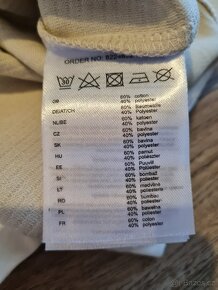 ORDER NO:
GB 60% cotton
40% polyester
DE/AT/CH 60% Baumwolle
40% Polyester
NL/BE 60% katoen
40% polyester
CZ 60% bavlna
40% polyester
SK 60% bavlna
40% polyester
HU 60% pamut
40% poliészter
EE 60% Puuvill
40% polüester
SI 60% bombaž
40% poliester
LT 60% medvilnė
40% poliesteris
RO 60% bumbac
40% poliester
PL 60% bawełna
40% poliester
FR 60% coton
40% polyester